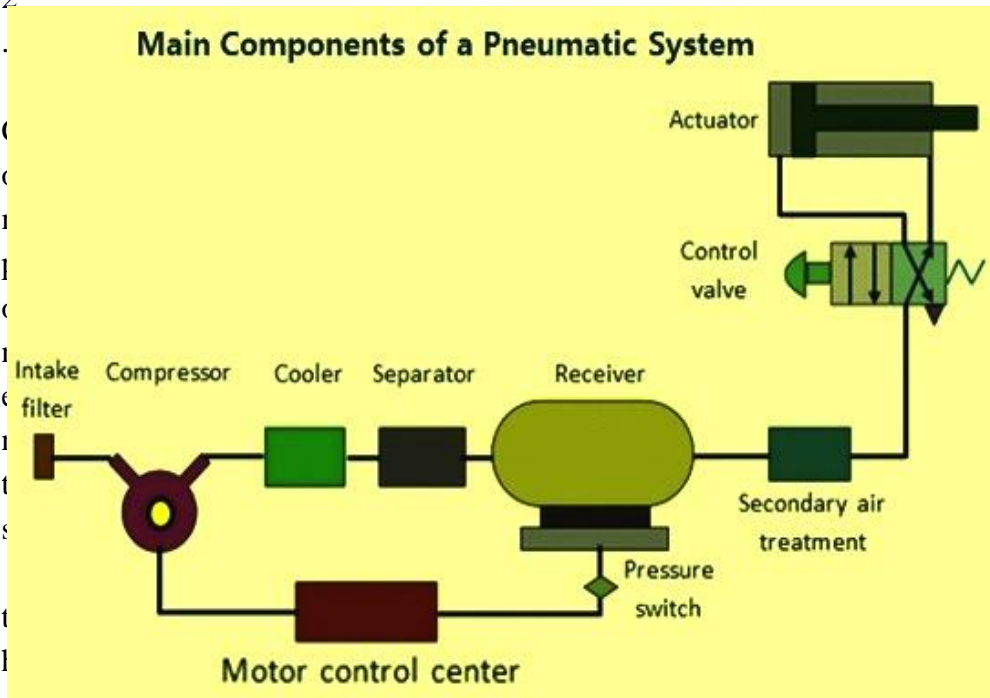 Main Components of a Pneumatic System
Actuator
Control
valve
Intake
filter
Compressor
Cooler
Separator
Receiver
Secondary air
treatment
Pressure
switch
Motor control center